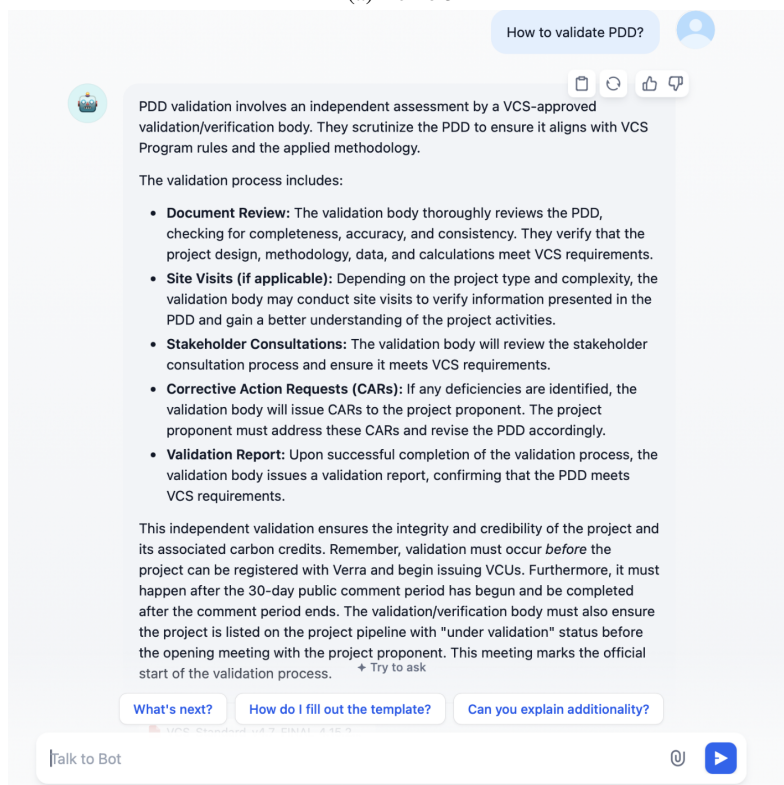 How to validate PDD?
PDD validation involves an independent assessment by a VCS-approved
validation/verification body. They scrutinize the PDD to ensure it aligns with VCS
Program rules and the applied methodology.
The validation process includes:
• Document Review: The validation body thoroughly reviews the PDD,
checking for completeness, accuracy, and consistency. They verify that the
project design, methodology, data, and calculations meet VCS requirements.
• Site Visits (if applicable): Depending on the project type and complexity, the
validation body may conduct site visits to verify information presented in the
PDD and gain a better understanding of the project activities.
• Stakeholder Consultations: The validation body will review the stakeholder
consultation process and ensure it meets VCS requirements.
• Corrective Action Requests (CARs): If any deficiencies are identified, the
validation body will issue CARs to the project proponent. The project
proponent must address these CARs and revise the PDD accordingly.
• Validation Report: Upon successful completion of the validation process, the
validation body issues a validation report, confirming that the PDD meets
VCS requirements.
This independent validation ensures the integrity and credibility of the project and
its associated carbon credits. Remember, validation must occur before the
project can be registered with Verra and begin issuing VCUs. Furthermore, it must
happen after the 30-day public comment period has begun and be completed
after the comment period ends. The validation/verification body must also ensure
the project is listed on the project pipeline with "under validation" status before
the opening meeting with the project proponent. This meeting marks the official
start of the validation process.
Try to ask
What's next?
How do I fill out the template?
Can you explain additionality?
Talk to Bot